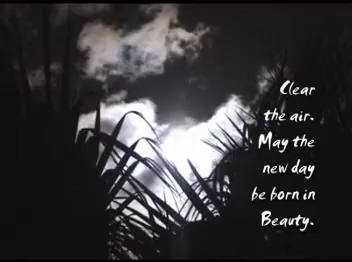 Clear
the air.
May the
new day
be born in
Beauty.